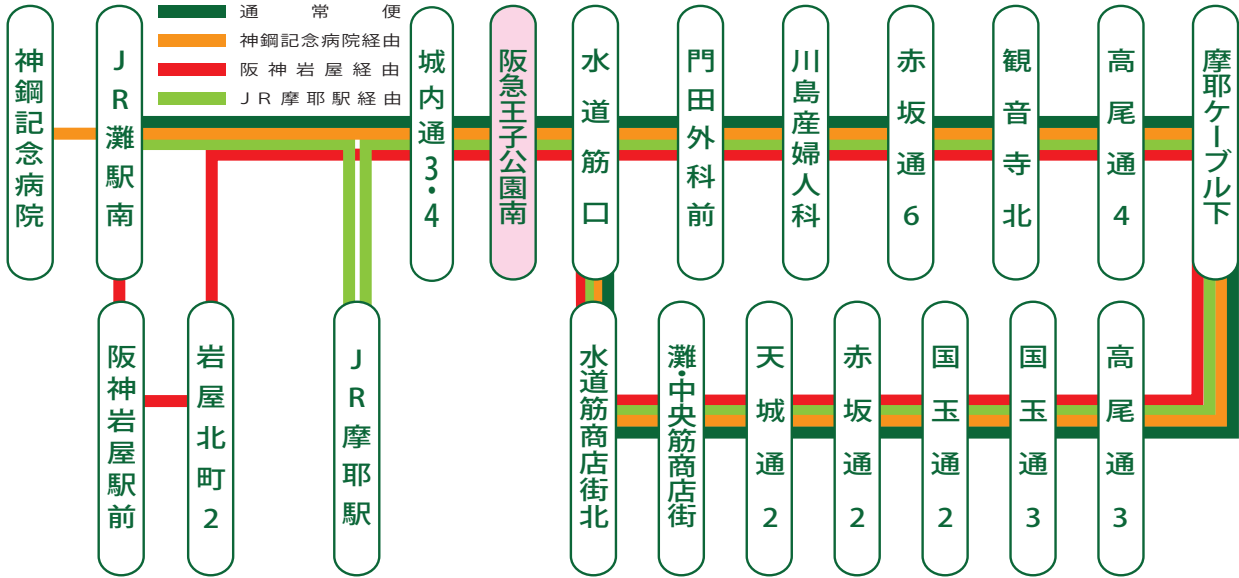 通常便
神鋼記念病院経由
阪神岩屋経由
JR摩耶駅経由
神鋼記念病院
JR灘駅南
城内通3・4
阪急王子公園南
水道筋口
門田外科前
川島産婦人科
赤坂通6
観音寺北
高尾通4
摩耶ケーブル下
阪神岩屋駅前
岩屋北町2
JR摩耶駅
水道筋商店街北
灘・中央筋商店街
天城通2
赤坂通2
国玉通2
国玉通3
高尾通3